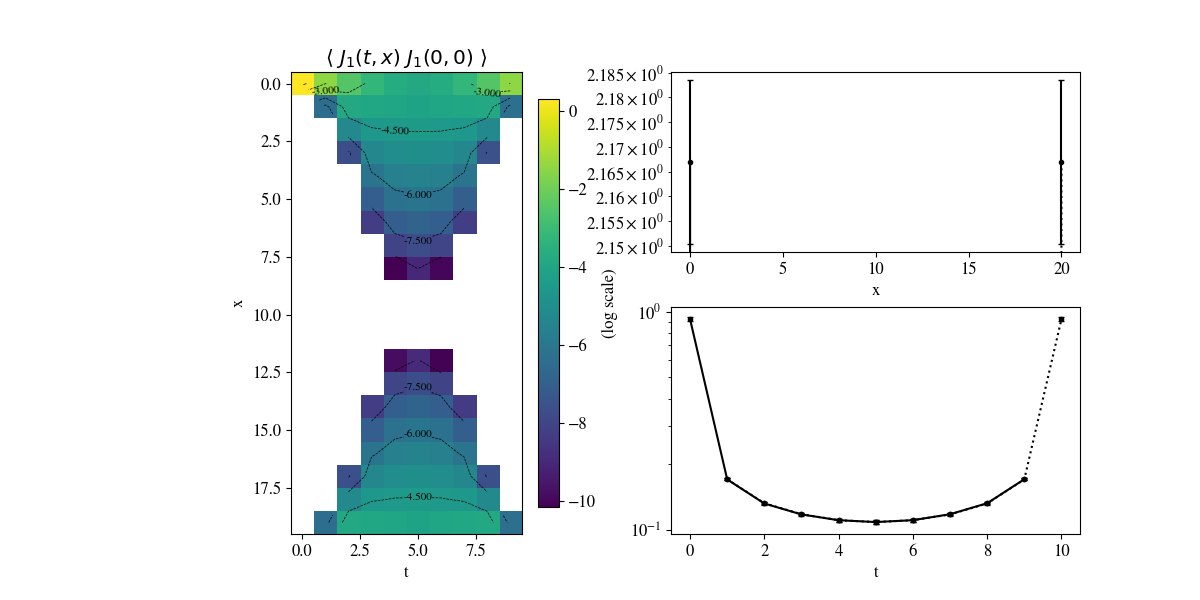 ⟨ J₁(t, x) J₁(0, 0) ⟩
0.0
2.5
5.0
7.5
10.0
12.5
15.0
17.5
x
-3.000
-3.000
-4.500
-6.000
-7.500
-7.500
-6.000
-4.500
0.0
2.5
5.0
7.5
t
0
−2
−4
−6
−8
−10
(log scale)
2.185 × 10⁰
2.18 × 10⁰
2.175 × 10⁰
2.17 × 10⁰
2.165 × 10⁰
2.16 × 10⁰
2.155 × 10⁰
2.15 × 10⁰
0
5
10
15
20
x
10⁰
10⁻¹
0
2
4
6
8
10
t